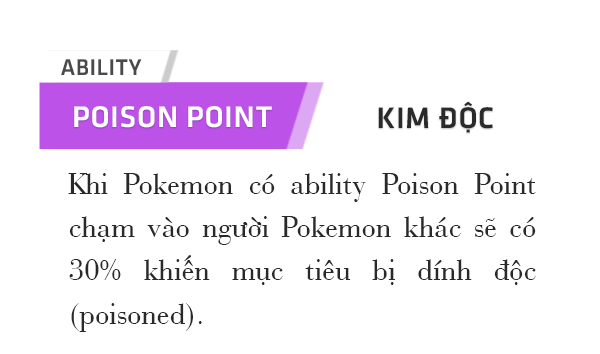 ABILITY
POISON POINT
KIM ĐỘC
Khi Pokemon có ability Poison Point
chạm vào người Pokemon khác sẽ có
30% khiến mục tiêu bị dính độc
(poisoned).